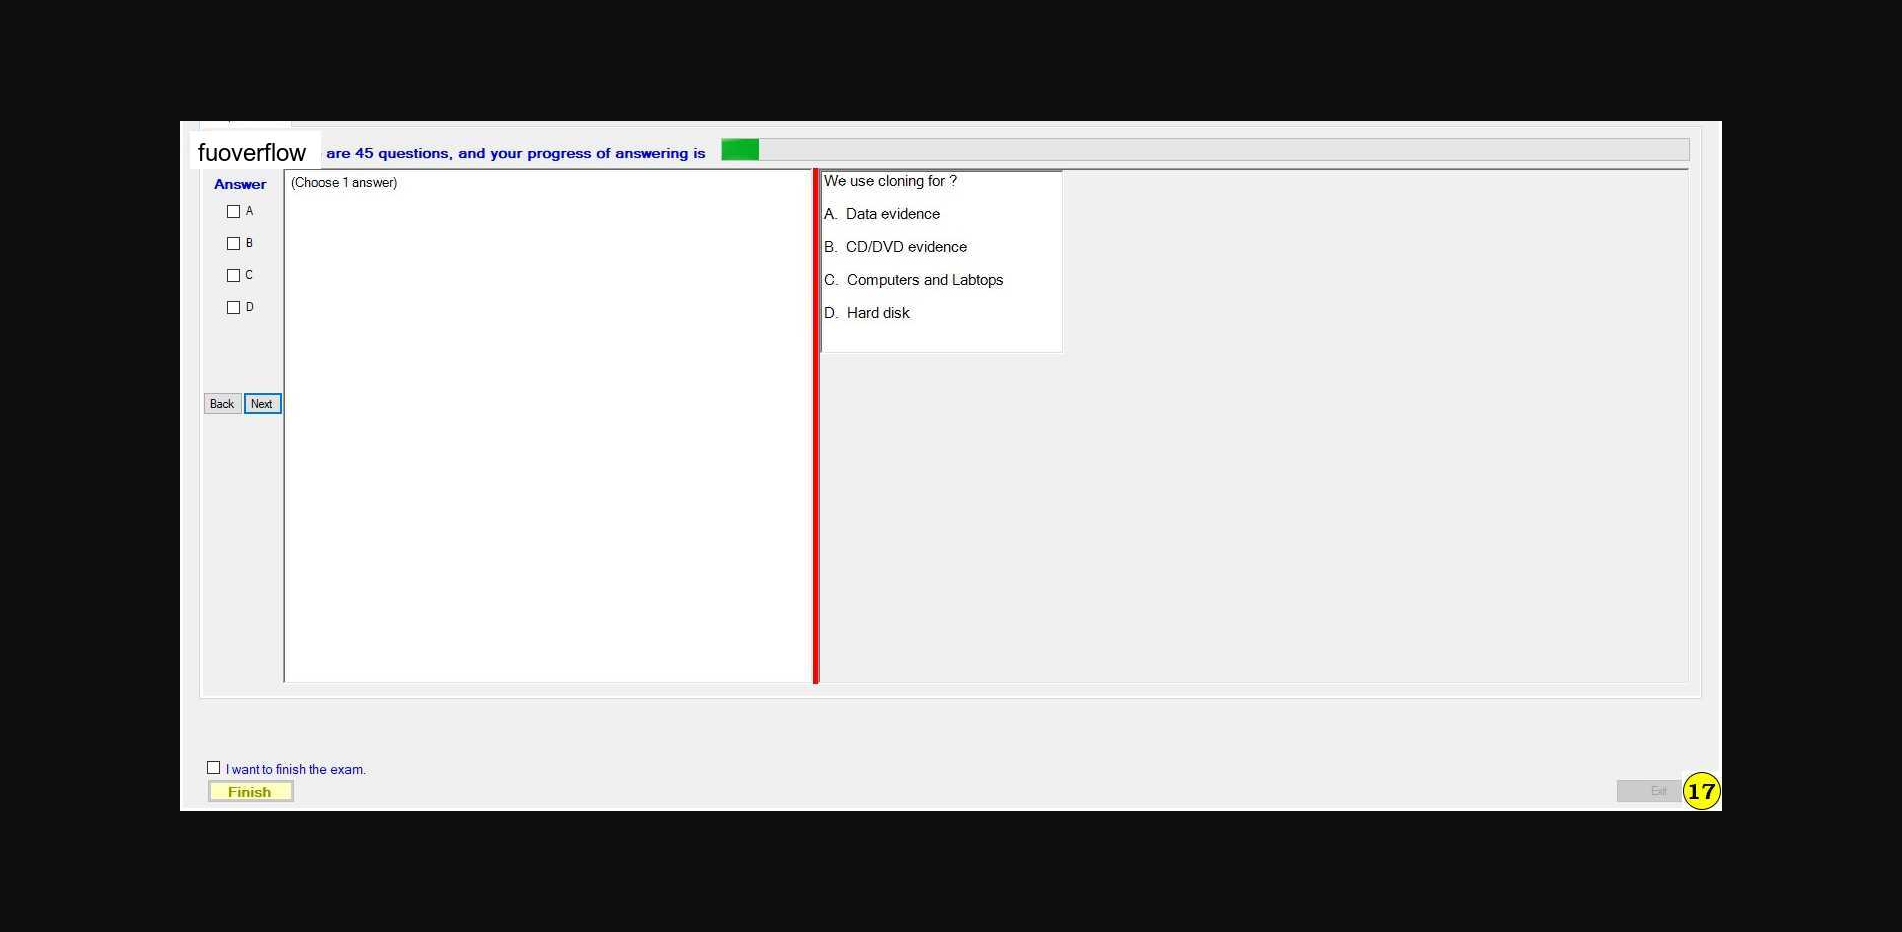 fuoverflow are 45 questions, and your progress of answering is
Answer
(Choose 1 answer)
A
B
C
D
Back Next
We use cloning for ?
A. Data evidence
B. CD/DVD evidence
C. Computers and Labtops
D. Hard disk
I want to finish the exam.
Finish
Exit
17